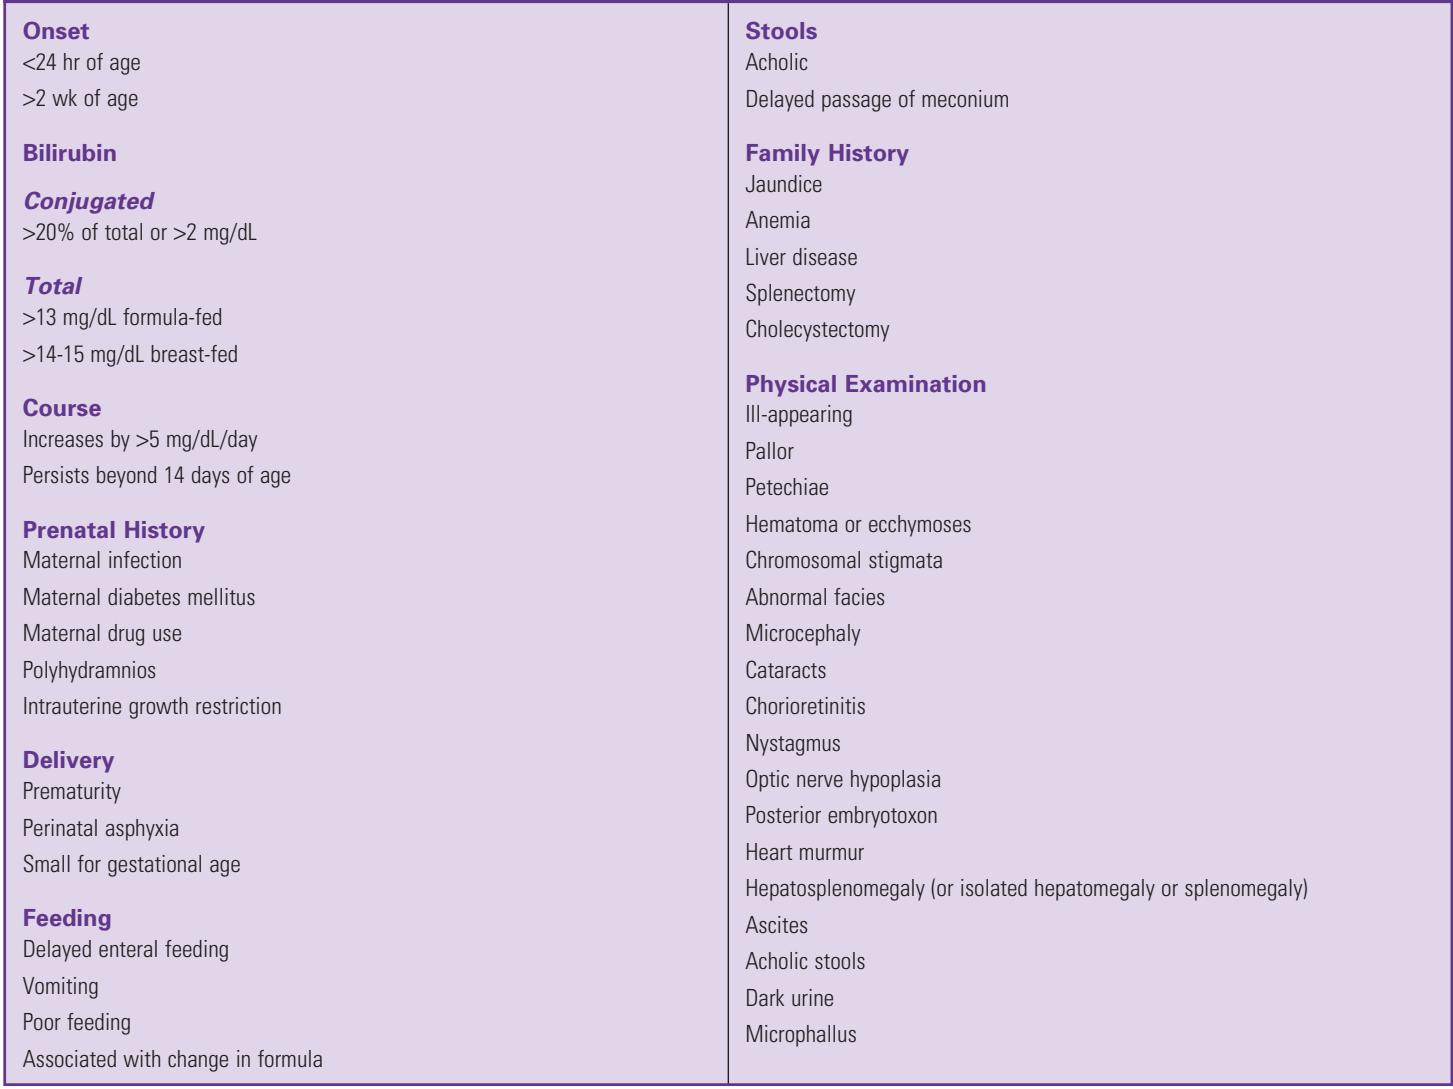 Onset
<24 hr of age
>2 wk of age
Bilirubin
Conjugated
>20% of total or >2 mg/dL
Total
>13 mg/dL formula-fed
>14-15 mg/dL breast-fed
Course
Increases by >5 mg/dL/day
Persists beyond 14 days of age
Prenatal History
Maternal infection
Maternal diabetes mellitus
Maternal drug use
Polyhydramnios
Intrauterine growth restriction
Delivery
Prematurity
Perinatal asphyxia
Small for gestational age
Feeding
Delayed enteral feeding
Vomiting
Poor feeding
Associated with change in formula
Stools
Acholic
Delayed passage of meconium
Family History
Jaundice
Anemia
Liver disease
Splenectomy
Cholecystectomy
Physical Examination
Ill-appearing
Pallor
Petechiae
Hematoma or ecchymoses
Chromosomal stigmata
Abnormal facies
Microcephaly
Cataracts
Chorioretinitis
Nystagmus
Optic nerve hypoplasia
Posterior embryotoxon
Heart murmur
Hepatosplenomegaly (or isolated hepatomegaly or splenomegaly)
Ascites
Acholic stools
Dark urine
Microphallus